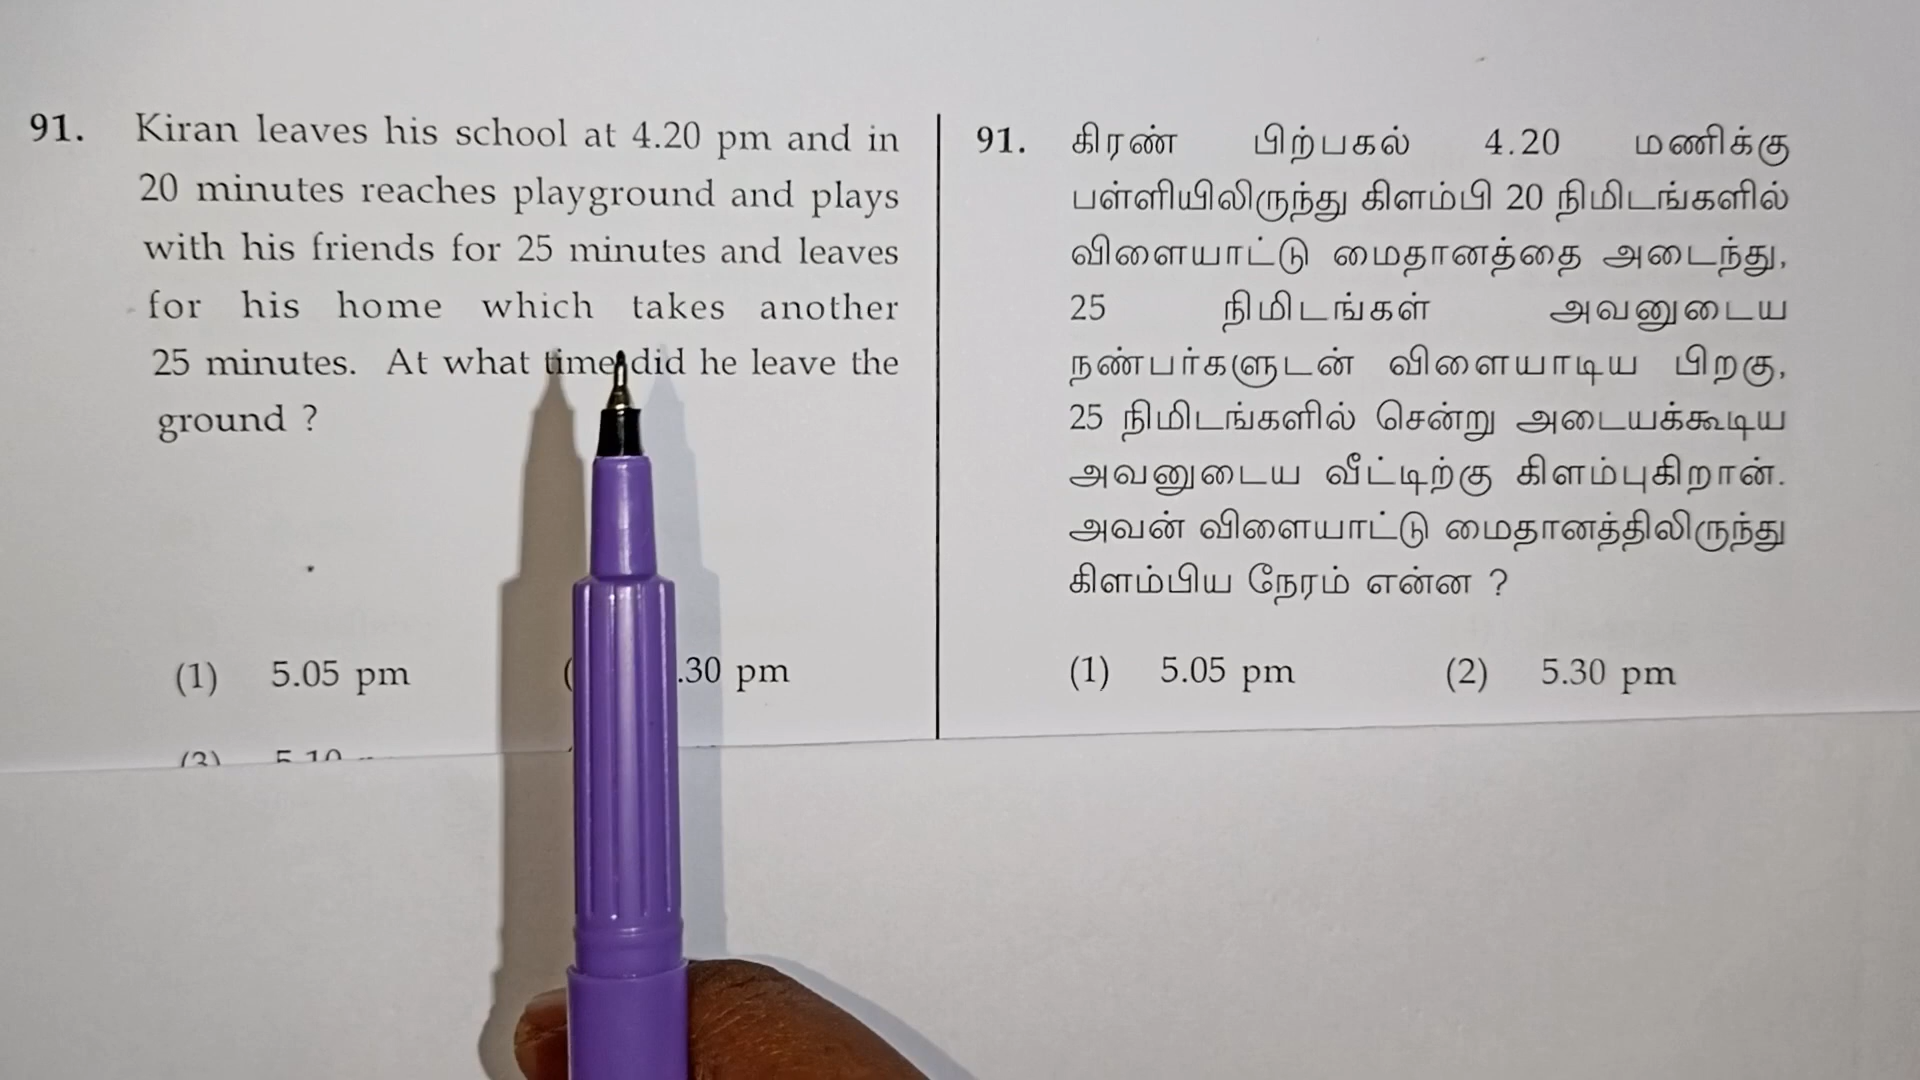 91. Kiran leaves his school at 4.20 pm and in
20 minutes reaches playground and plays
with his friends for 25 minutes and leaves
for his home which takes another
25 minutes. At what time did he leave the
ground ?
(1) 5.05 pm .30 pm
91. கிரண் பிற்பகல் 4.20 மணிக்கு
பள்ளியிலிருந்து கிளம்பி 20 நிமிடங்களில்
விளையாட்டு மைதானத்தை அடைந்து,
25 நிமிடங்கள் அவனுடைய
நண்பர்களுடன் விளையாடிய பிறகு,
25 நிமிடங்களில் சென்று அடையக்கூடிய
அவனுடைய வீட்டிற்கு கிளம்புகிறான்.
அவன் விளையாட்டு மைதானத்திலிருந்து
கிளம்பிய நேரம் என்ன ?
(1) 5.05 pm (2) 5.30 pm